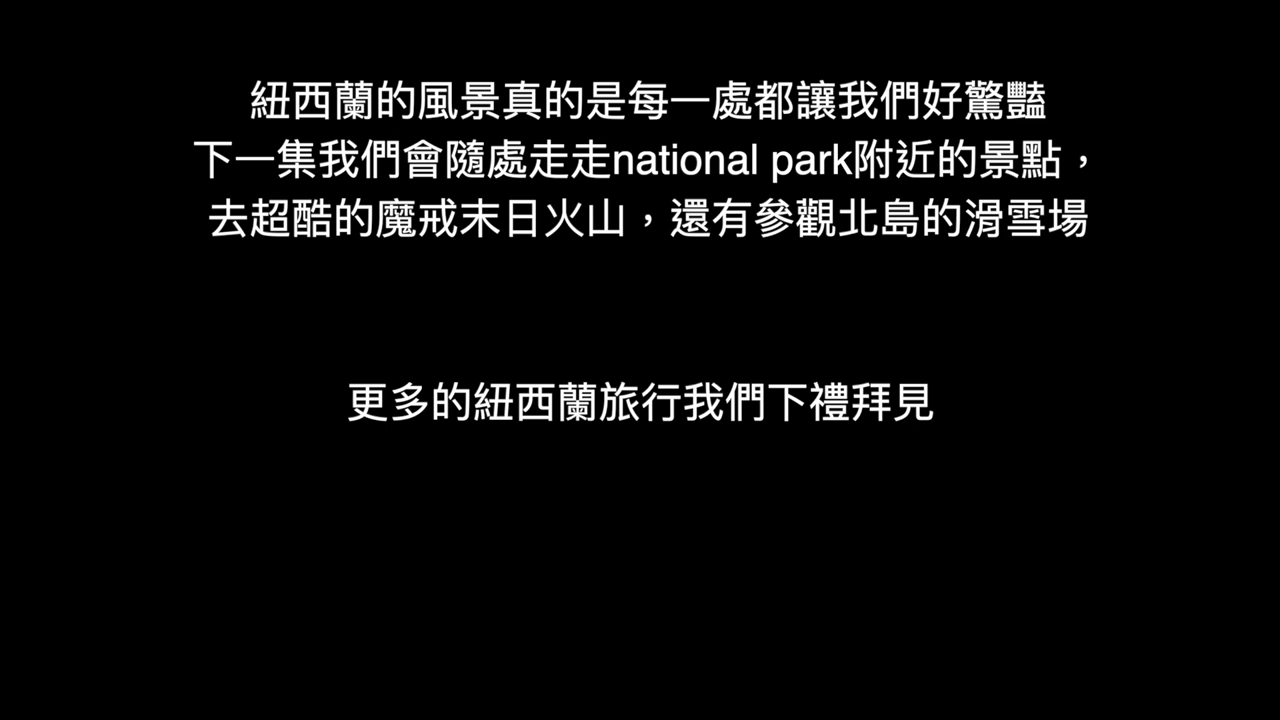 紐西蘭的風景真的是每一處都讓我們好驚豔
下一集我們會隨處走走national park附近的景點，
去超酷的魔戒末日火山，還有參觀北島的滑雪場
更多的紐西蘭旅行我們下禮拜見